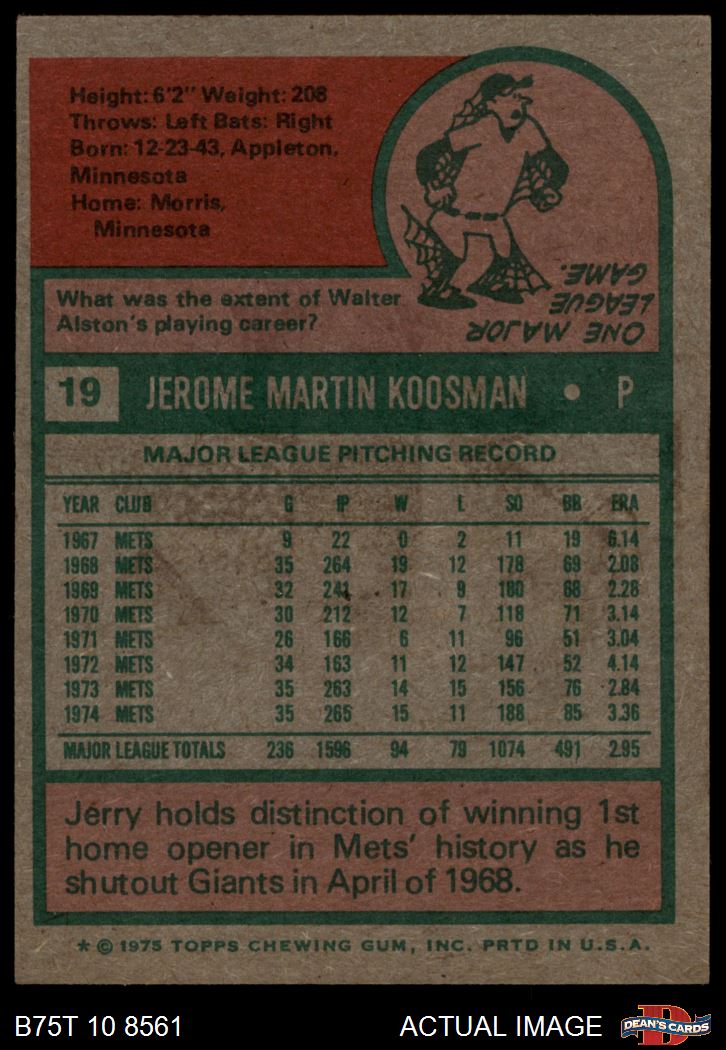 Height: 6'2" Weight: 208
Throws: Left Bats: Right
Born: 12-23-43, Appleton,
Minnesota
Home: Morris,
Minnesota
What was the extent of Walter
Alston's playing career?
ONE MAJOR
LEAGUE
GAME.
19 JEROME MARTIN KOOSMAN • P
MAJOR LEAGUE PITCHING RECORD
YEAR CLUB G IP W L SO BB ERA
1967 METS 9 22 0 2 11 19 6.14
1968 METS 35 264 19 12 178 69 2.08
1969 METS 32 241 17 9 180 68 2.28
1970 METS 30 212 12 7 118 71 3.14
1971 METS 26 166 6 11 96 51 3.04
1972 METS 34 163 11 12 147 52 4.14
1973 METS 35 263 14 15 156 76 2.84
1974 METS 35 265 15 11 188 85 3.36
MAJOR LEAGUE TOTALS 236 1596 94 79 1074 491 2.95
Jerry holds distinction of winning 1st
home opener in Mets' history as he
shutout Giants in April of 1968.
* © 1975 TOPPS CHEWING GUM, INC. PRTD IN U.S.A.
B75T 10 8561 ACTUAL IMAGE D DEAN'S CARDS